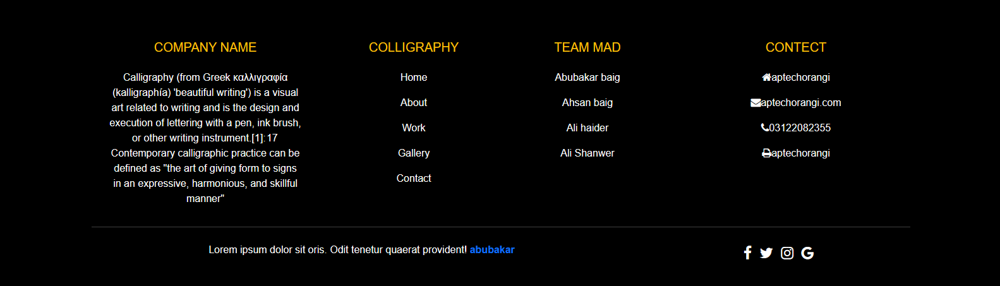 COMPANY NAME
Calligraphy (from Greek καλλιγραφία
(kalligraphía) 'beautiful writing') is a visual
art related to writing and is the design and
execution of lettering with a pen, ink brush,
or other writing instrument.[1]:17
Contemporary calligraphic practice can be
defined as "the art of giving form to signs
in an expressive, harmonious, and skillful
manner"
COLLIGRAPHY
Home
About
Work
Gallery
Contact
TEAM MAD
Abubakar baig
Ahsan baig
Ali haider
Ali Shanwer
CONTECT
aptechorangi
aptechorangi.com
03122082355
aptechorangi
Lorem ipsum dolor sit oris. Odit tenetur quaerat provident! abubakar